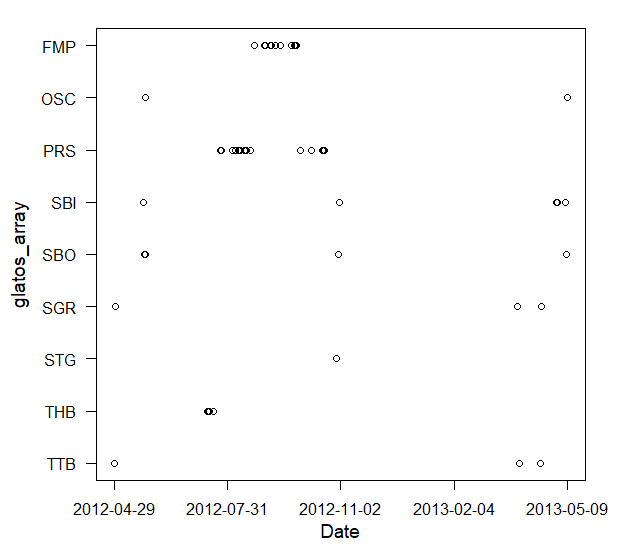 FMP
OSC
PRS
SBI
SBO
SGR
STG
THB
TTB
glatos_array
2012-04-29 2012-07-31 2012-11-02 2013-02-04 2013-05-09
Date